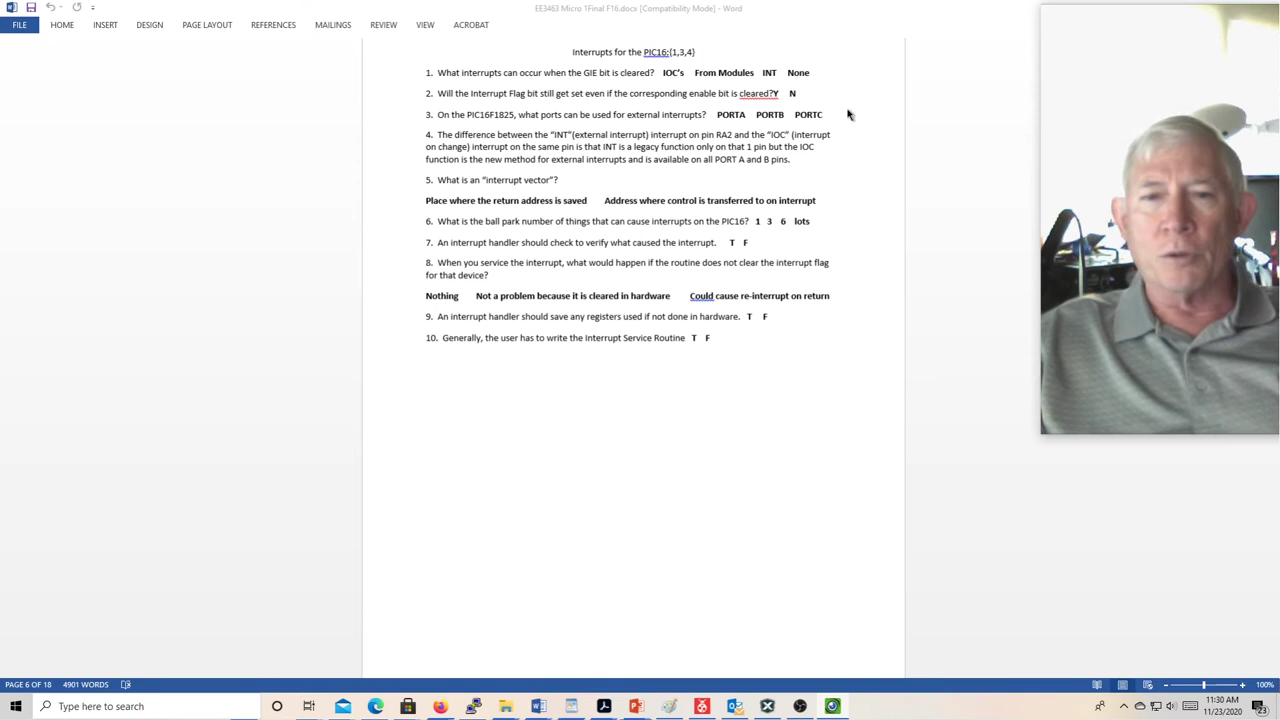 EE3463 Micro 1Final F16.docx [Compatibility Mode] - Word
FILE HOME INSERT DESIGN PAGE LAYOUT REFERENCES MAILINGS REVIEW VIEW ACROBAT
Interrupts for the PIC16:{1,3,4}
1. What interrupts can occur when the GIE bit is cleared? IOC's From Modules INT None
2. Will the Interrupt Flag bit still get set even if the corresponding enable bit is cleared?Y N
3. On the PIC16F1825, what ports can be used for external interrupts? PORTA PORTB PORTC
4. The difference between the "INT"(external interrupt) interrupt on pin RA2 and the "IOC" (interrupt
on change) interrupt on the same pin is that INT is a legacy function only on that 1 pin but the IOC
function is the new method for external interrupts and is available on all PORT A and B pins.
5. What is an "interrupt vector"?
Place where the return address is saved Address where control is transferred to on interrupt
6. What is the ball park number of things that can cause interrupts on the PIC16? 1 3 6 lots
7. An interrupt handler should check to verify what caused the interrupt. T F
8. When you service the interrupt, what would happen if the routine does not clear the interrupt flag
for that device?
Nothing Not a problem because it is cleared in hardware Could cause re-interrupt on return
9. An interrupt handler should save any registers used if not done in hardware. T F
10. Generally, the user has to write the Interrupt Service Routine T F
PAGE 6 OF 18 4901 WORDS
100%
Type here to search
11:30 AM
11/23/2020
23